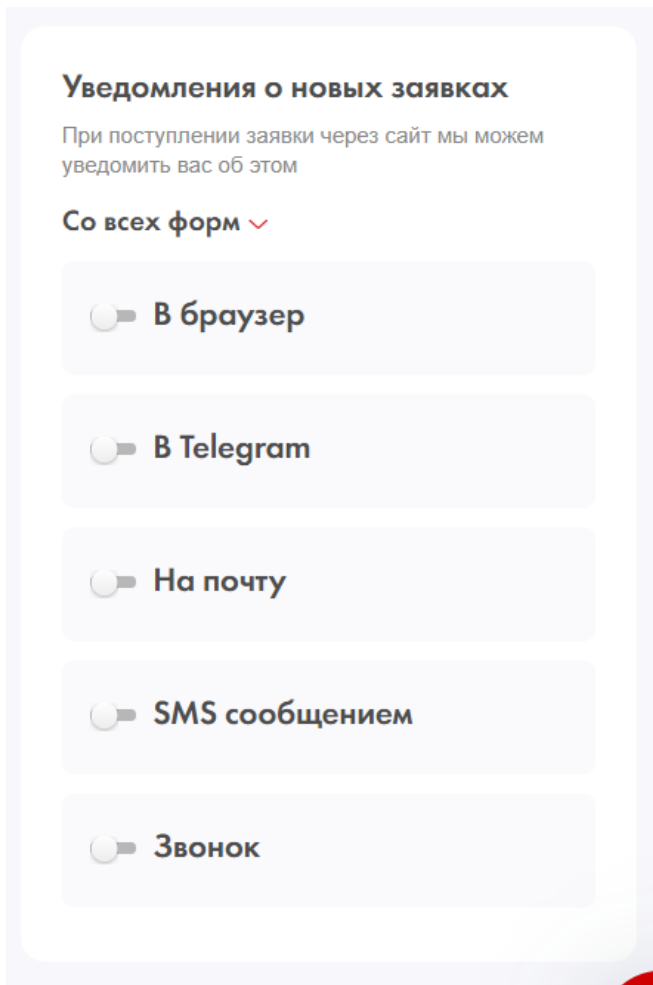 Уведомления о новых заявках
При поступлении заявки через сайт мы можем
уведомить вас об этом
Со всех форм
В браузер
В Telegram
На почту
SMS сообщением
Звонок